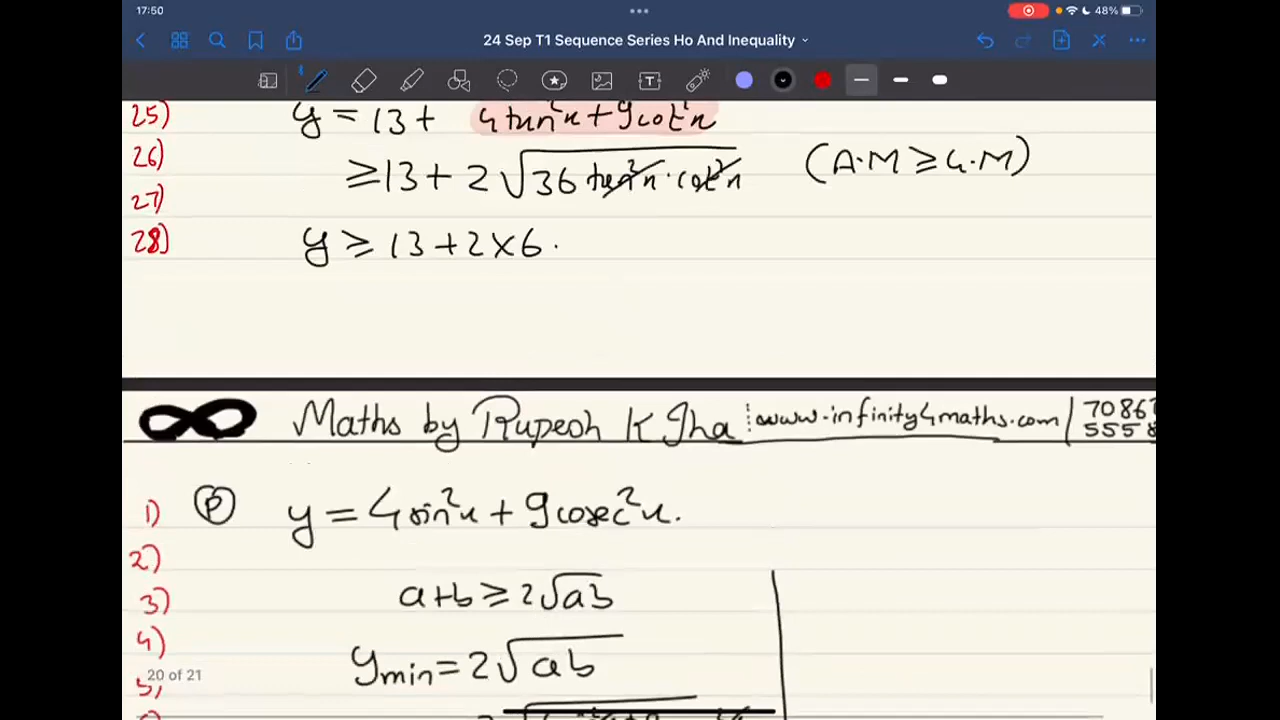 17:50
48%
24 Sep T1 Sequence Series Ho And Inequality
25) y = 13 + 4tan²x + 9cot²x
26) ≥ 13 + 2√36 tan²x · cot²x (A·M ≥ G·M)
27)
28) y ≥ 13 + 2×6 ·
∞ Maths by Rupesh K Jha www.infinity4maths.com
1) (P) y = 4sin²x + 9cosec²x.
2)
3) a+b ≥ 2√ab
4)
ymin = 2√ab
20 of 21
5)